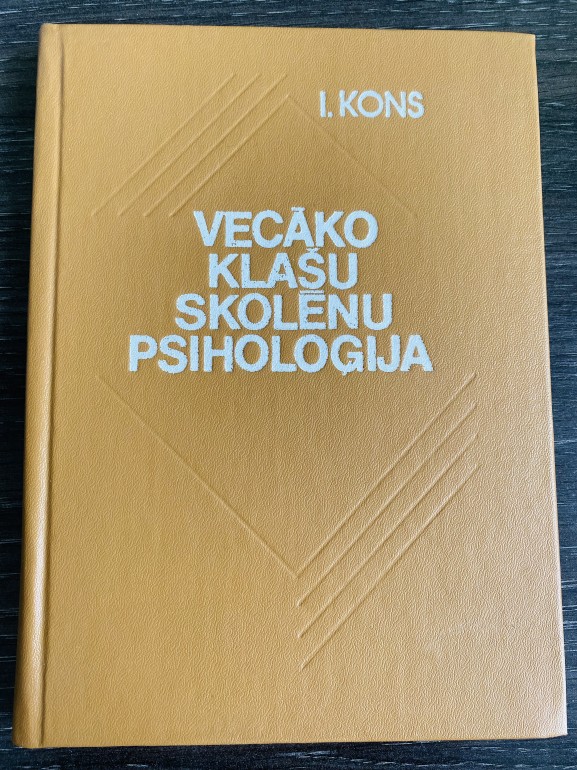 I. KONS
VECĀKO
KLAŠU
SKOLĒNU
PSIHOLOĢIJA